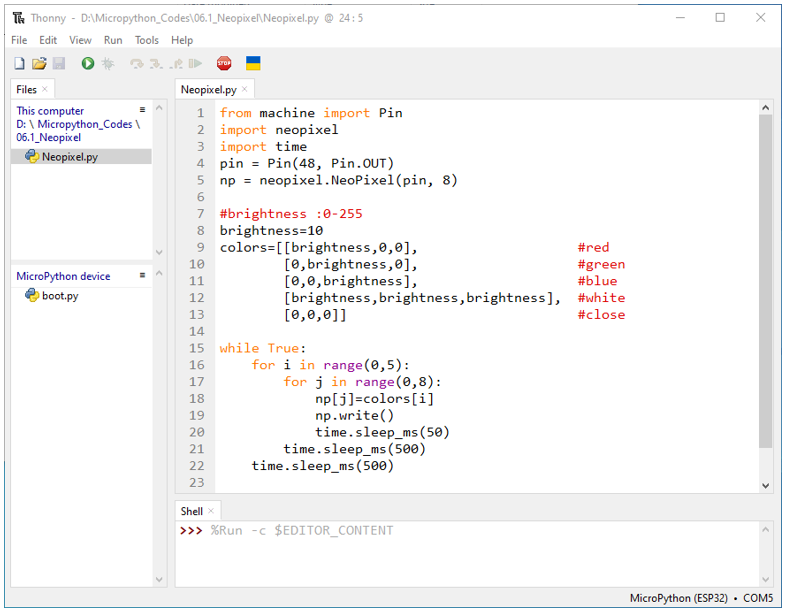 Thonny - D:\Micropython_Codes\06.1_Neopixel\Neopixel.py @ 24 : 5
File Edit View Run Tools Help
STOP
Files ×
This computer ≡
D: \ Micropython_Codes \
06.1_Neopixel
Neopixel.py
MicroPython device ≡
boot.py
Neopixel.py ×
1 from machine import Pin
2 import neopixel
3 import time
4 pin = Pin(48, Pin.OUT)
5 np = neopixel.NeoPixel(pin, 8)
6
7 #brightness :0-255
8 brightness=10
9 colors=[[brightness,0,0], #red
10 [0,brightness,0], #green
11 [0,0,brightness], #blue
12 [brightness,brightness,brightness], #white
13 [0,0,0]] #close
14
15 while True:
16 for i in range(0,5):
17 for j in range(0,8):
18 np[j]=colors[i]
19 np.write()
20 time.sleep_ms(50)
21 time.sleep_ms(500)
22 time.sleep_ms(500)
23
Shell ×
>>> %Run -c $EDITOR_CONTENT
MicroPython (ESP32) • COM5